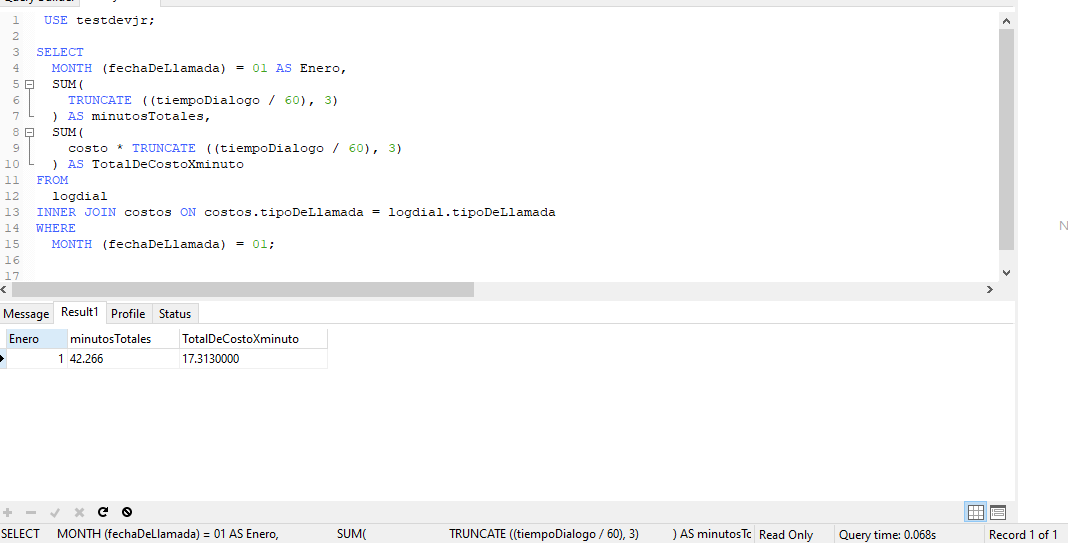 1 USE testdevjr;
2
3 SELECT
4 MONTH (fechaDeLlamada) = 01 AS Enero,
5 SUM(
6 TRUNCATE ((tiempoDialogo / 60), 3)
7 ) AS minutosTotales,
8 SUM(
9 costo * TRUNCATE ((tiempoDialogo / 60), 3)
10 ) AS TotalDeCostoXminuto
11 FROM
12 logdial
13 INNER JOIN costos ON costos.tipoDeLlamada = logdial.tipoDeLlamada
14 WHERE
15 MONTH (fechaDeLlamada) = 01;
16
17
N
Message Result1 Profile Status
Enero minutosTotales TotalDeCostoXminuto
1 42.266 17.3130000
SELECT MONTH (fechaDeLlamada) = 01 AS Enero, SUM( TRUNCATE ((tiempoDialogo / 60), 3) ) AS minutosTc Read Only Query time: 0.068s Record 1 of 1